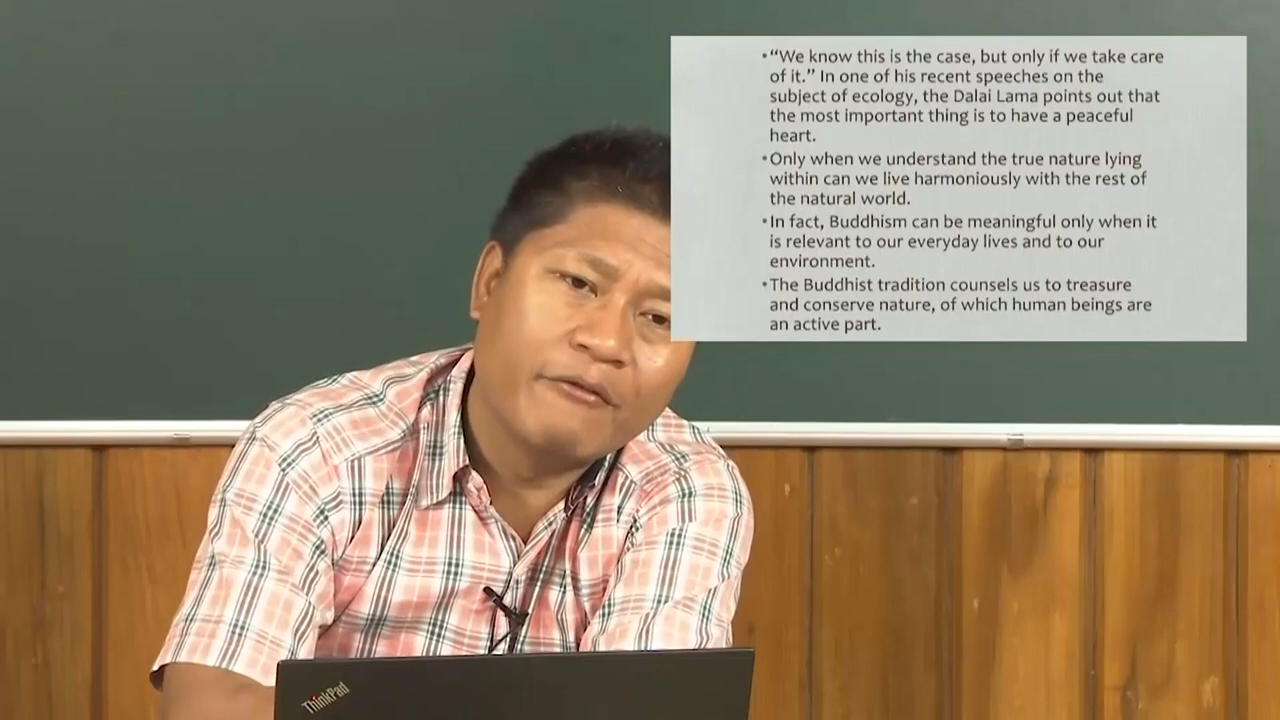 •“We know this is the case, but only if we take care
of it.” In one of his recent speeches on the
subject of ecology, the Dalai Lama points out that
the most important thing is to have a peaceful
heart.
•Only when we understand the true nature lying
within can we live harmoniously with the rest of
the natural world.
•In fact, Buddhism can be meaningful only when it
is relevant to our everyday lives and to our
environment.
•The Buddhist tradition counsels us to treasure
and conserve nature, of which human beings are
an active part.
ThinkPad